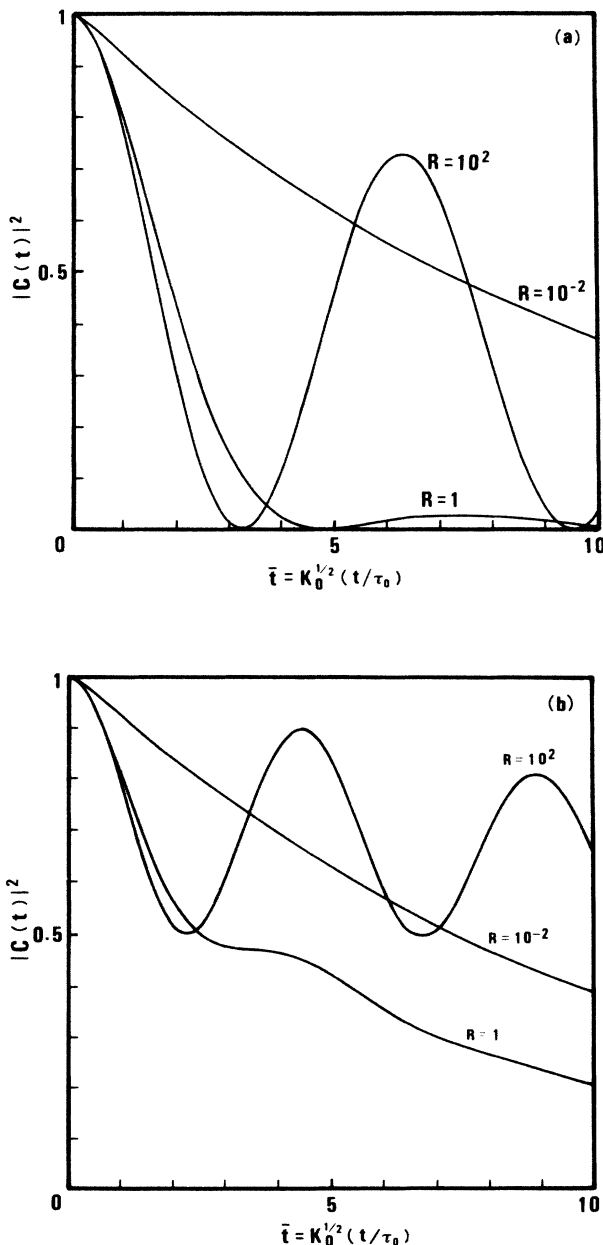 (a)
1
R=10²
|C(t)|²
0.5
R=10⁻²
R=1
0 5 10
t̄=K₀^{1/2}(t/τ₀)
(b)
1
R=10²
|C(t)|²
0.5
R=10⁻²
R=1
0 5 10
t̄=K₀^{1/2}(t/τ₀)